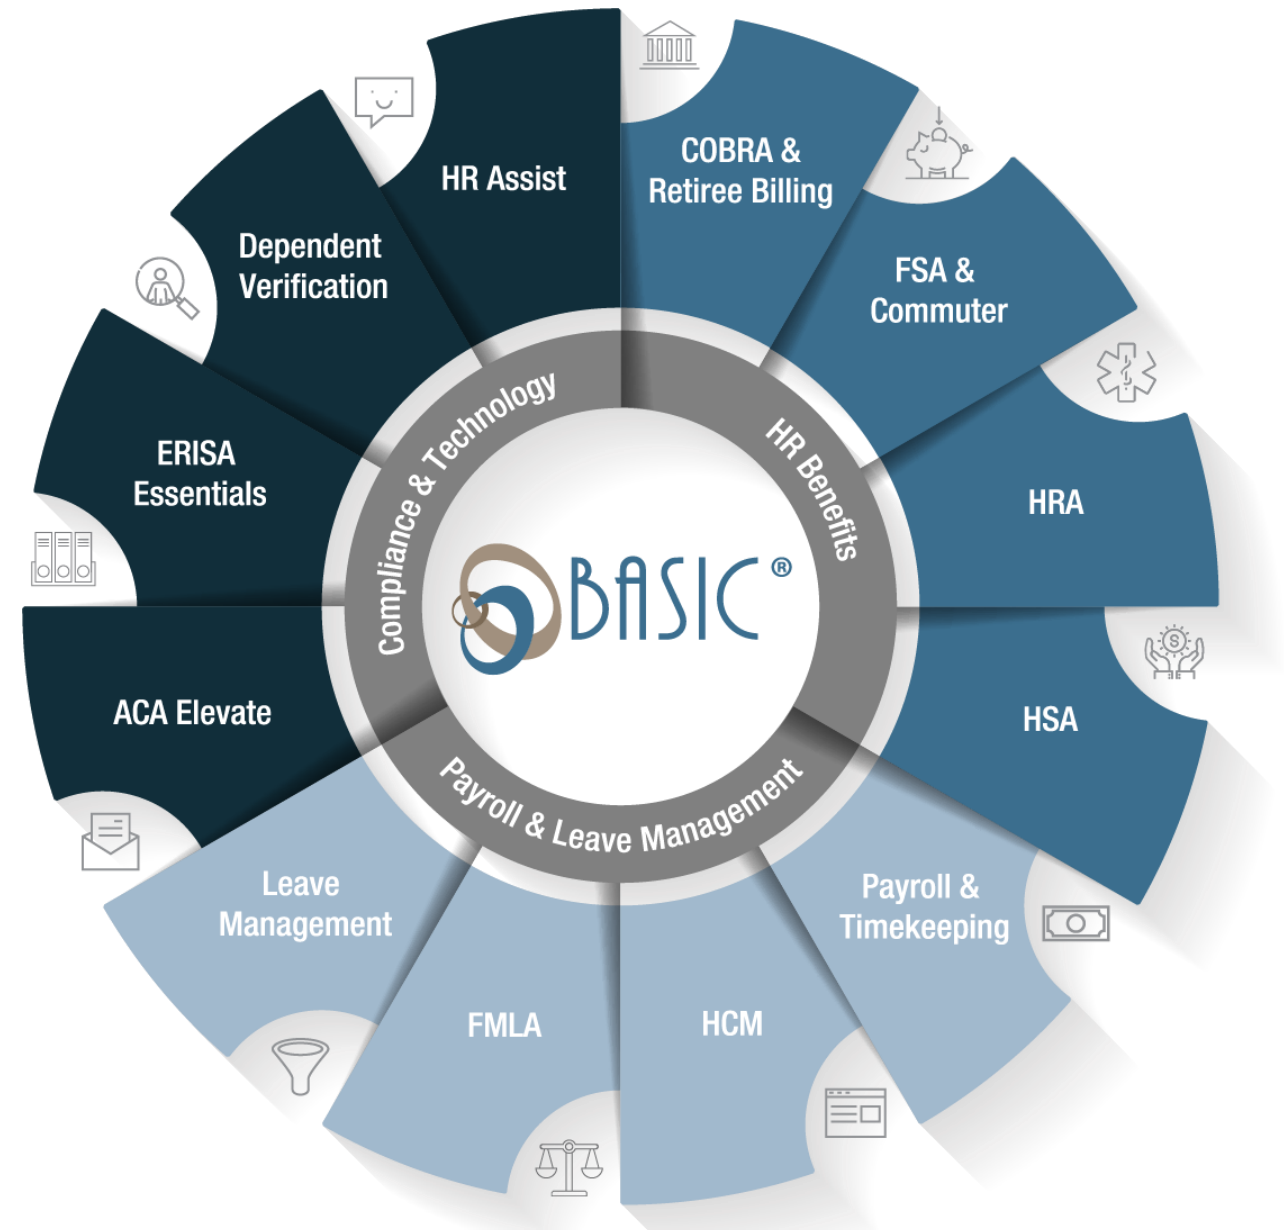 HR Assist
COBRA &
Retiree Billing
FSA &
Commuter
HRA
HSA
Payroll &
Timekeeping
HCM
FMLA
Leave
Management
ACA Elevate
ERISA
Essentials
Dependent
Verification
Compliance & Technology
HR Benefits
Payroll & Leave Management
BASIC®
S